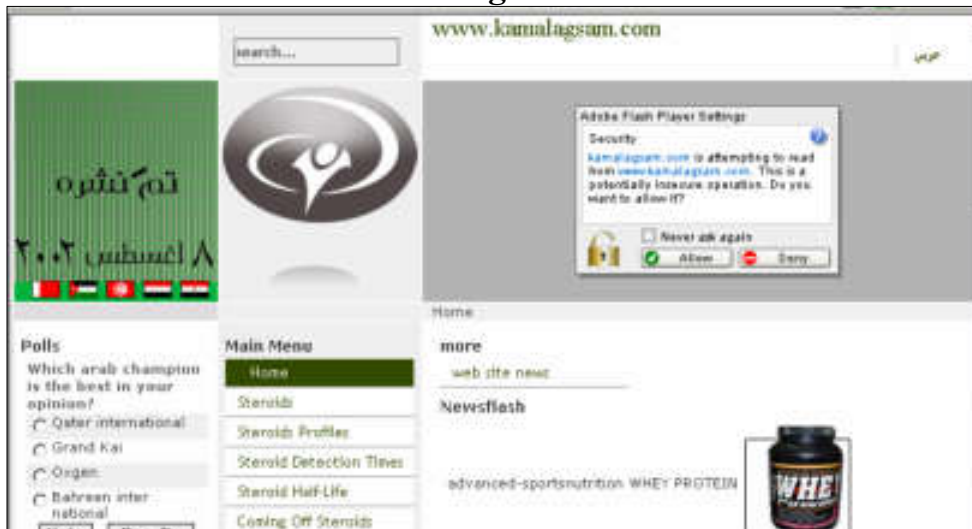 www.kamalagsam.com
search...
عربي
تم نشره
٨ اغسطس ٢٠٠٢
Adobe Flash Player Settings
Security
kamalagsam.com is attempting to read
from www.kamalagsam.com. This is a
potentially insecure operation. Do you
want to allow it?
Never ask again
Allow
Deny
Home
Polls
Which arab champion
is the best in your
opinion?
Qater international
Grand Kai
Oxgen
Bahreen inter
national
Main Menu
Home
Steroids
Steroids Profiles
Steroid Detection Times
Steroid Half-Life
Coming Off Steroids
more
web site news
Newsflash
advanced-sportsnutrition WHEY PROTEIN
WHE